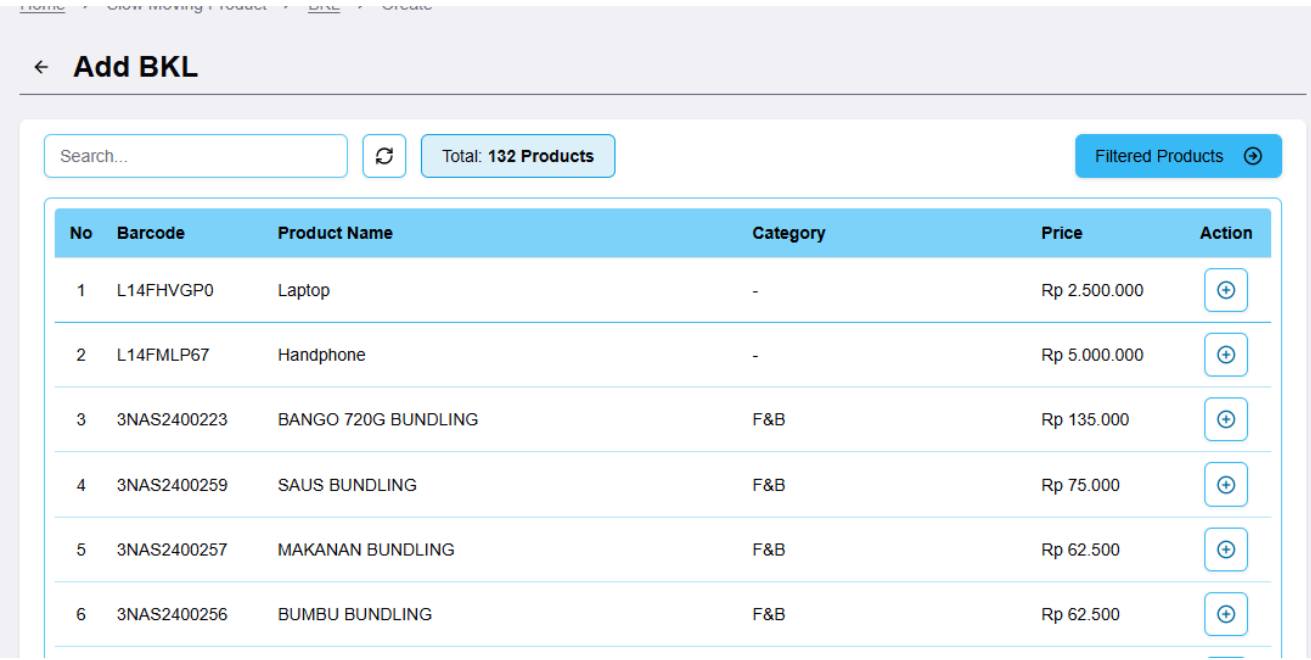 Home > Slow Moving Product > BKL > Create
Add BKL
Search...
Total: 132 Products
Filtered Products
No Barcode Product Name Category Price Action
1 L14FHVGP0 Laptop - Rp 2.500.000
2 L14FMLP67 Handphone - Rp 5.000.000
3 3NAS2400223 BANGO 720G BUNDLING F&B Rp 135.000
4 3NAS2400259 SAUS BUNDLING F&B Rp 75.000
5 3NAS2400257 MAKANAN BUNDLING F&B Rp 62.500
6 3NAS2400256 BUMBU BUNDLING F&B Rp 62.500